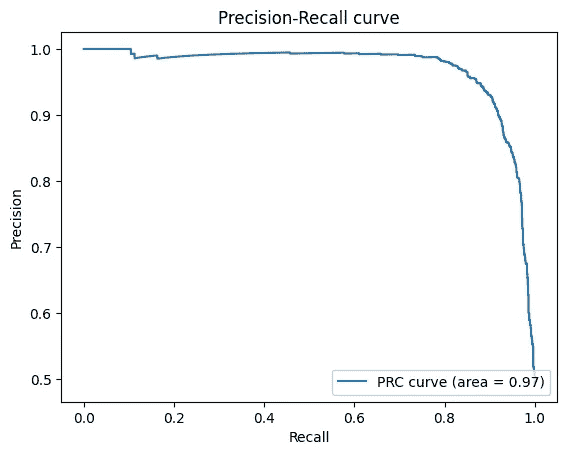 Precision-Recall curve
1.0
0.9
0.8
0.7
0.6
0.5
Precision
PRC curve (area = 0.97)
0.0 0.2 0.4 0.6 0.8 1.0
Recall